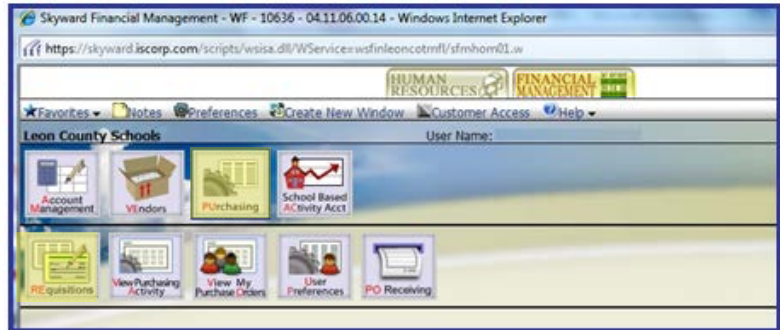 Skyward Financial Management - WF - 10636 - 04.11.06.00.14 - Windows Internet Explorer
https://skyward.iscorp.com/scripts/wsisa.dll/WService=wsfinleoncotrnfl/sfmhom01.w
HUMAN RESOURCES FINANCIAL MANAGEMENT
Favorites Notes Preferences Create New Window Customer Access Help
Leon County Schools User Name:
Account Management
VEndors
PUrchasing
School Based ACtivity Acct
REquisitions
View Purchasing Activity
View My Purchase Orders
User Preferences
PO Receiving